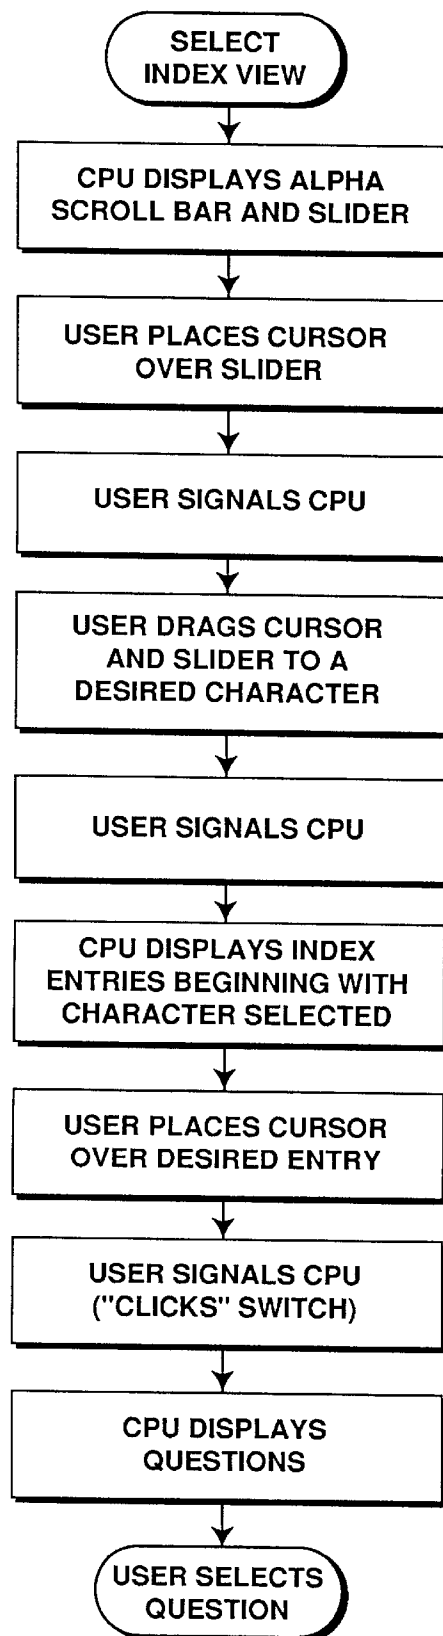 SELECT
INDEX VIEW
CPU DISPLAYS ALPHA
SCROLL BAR AND SLIDER
USER PLACES CURSOR
OVER SLIDER
USER SIGNALS CPU
USER DRAGS CURSOR
AND SLIDER TO A
DESIRED CHARACTER
USER SIGNALS CPU
CPU DISPLAYS INDEX
ENTRIES BEGINNING WITH
CHARACTER SELECTED
USER PLACES CURSOR
OVER DESIRED ENTRY
USER SIGNALS CPU
("CLICKS" SWITCH)
CPU DISPLAYS
QUESTIONS
USER SELECTS
QUESTION